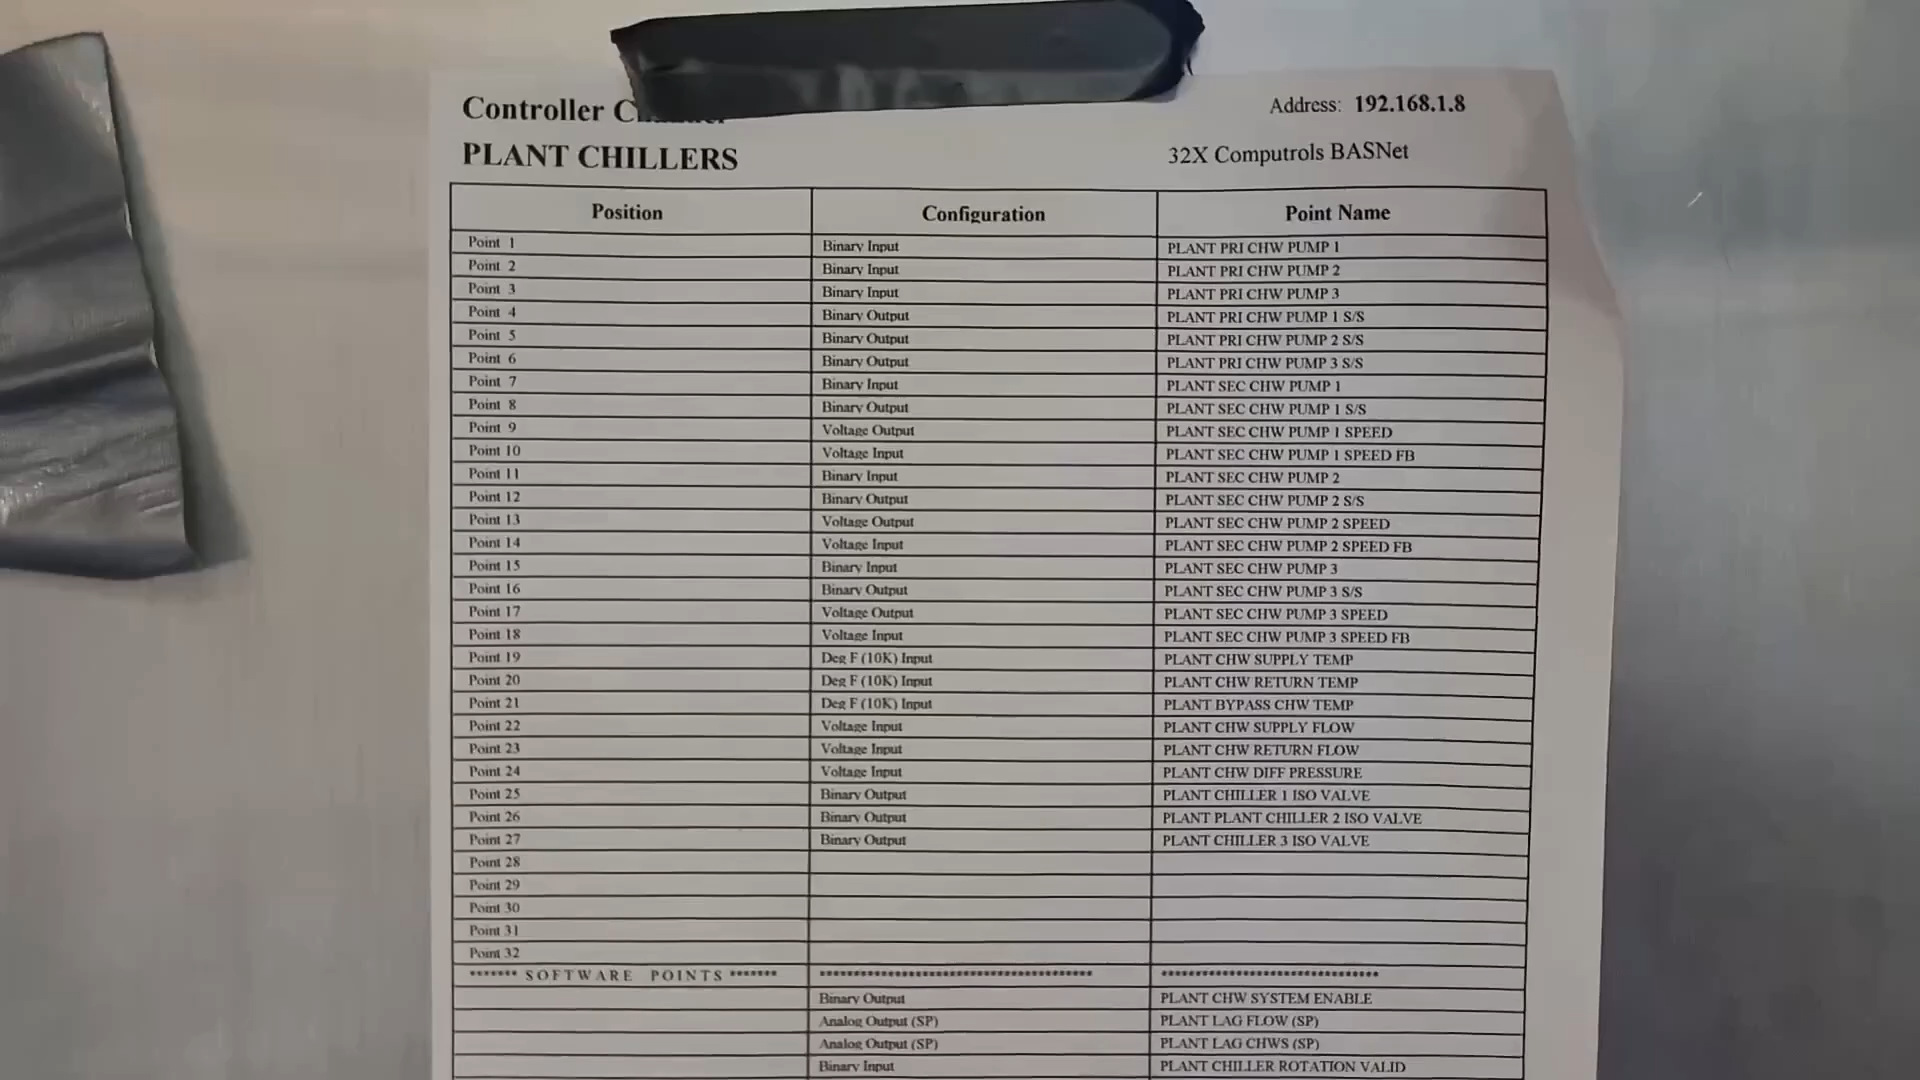 Controller
Address: 192.168.1.8
PLANT CHILLERS
32X Computrols BASNet
Position Configuration Point Name
Point 1 Binary Input PLANT PRI CHW PUMP 1
Point 2 Binary Input PLANT PRI CHW PUMP 2
Point 3 Binary Input PLANT PRI CHW PUMP 3
Point 4 Binary Output PLANT PRI CHW PUMP 1 S/S
Point 5 Binary Output PLANT PRI CHW PUMP 2 S/S
Point 6 Binary Output PLANT PRI CHW PUMP 3 S/S
Point 7 Binary Input PLANT SEC CHW PUMP 1
Point 8 Binary Output PLANT SEC CHW PUMP 1 S/S
Point 9 Voltage Output PLANT SEC CHW PUMP 1 SPEED
Point 10 Voltage Input PLANT SEC CHW PUMP 1 SPEED FB
Point 11 Binary Input PLANT SEC CHW PUMP 2
Point 12 Binary Output PLANT SEC CHW PUMP 2 S/S
Point 13 Voltage Output PLANT SEC CHW PUMP 2 SPEED
Point 14 Voltage Input PLANT SEC CHW PUMP 2 SPEED FB
Point 15 Binary Input PLANT SEC CHW PUMP 3
Point 16 Binary Output PLANT SEC CHW PUMP 3 S/S
Point 17 Voltage Output PLANT SEC CHW PUMP 3 SPEED
Point 18 Voltage Input PLANT SEC CHW PUMP 3 SPEED FB
Point 19 Deg F (10K) Input PLANT CHW SUPPLY TEMP
Point 20 Deg F (10K) Input PLANT CHW RETURN TEMP
Point 21 Deg F (10K) Input PLANT BYPASS CHW TEMP
Point 22 Voltage Input PLANT CHW SUPPLY FLOW
Point 23 Voltage Input PLANT CHW RETURN FLOW
Point 24 Voltage Input PLANT CHW DIFF PRESSURE
Point 25 Binary Output PLANT CHILLER 1 ISO VALVE
Point 26 Binary Output PLANT PLANT CHILLER 2 ISO VALVE
Point 27 Binary Output PLANT CHILLER 3 ISO VALVE
Point 28
Point 29
Point 30
Point 31
Point 32
******* SOFTWARE POINTS ******* **************************************** ********************************
Binary Output PLANT CHW SYSTEM ENABLE
Analog Output (SP) PLANT LAG FLOW (SP)
Analog Output (SP) PLANT LAG CHWS (SP)
Binary Input PLANT CHILLER ROTATION VALID